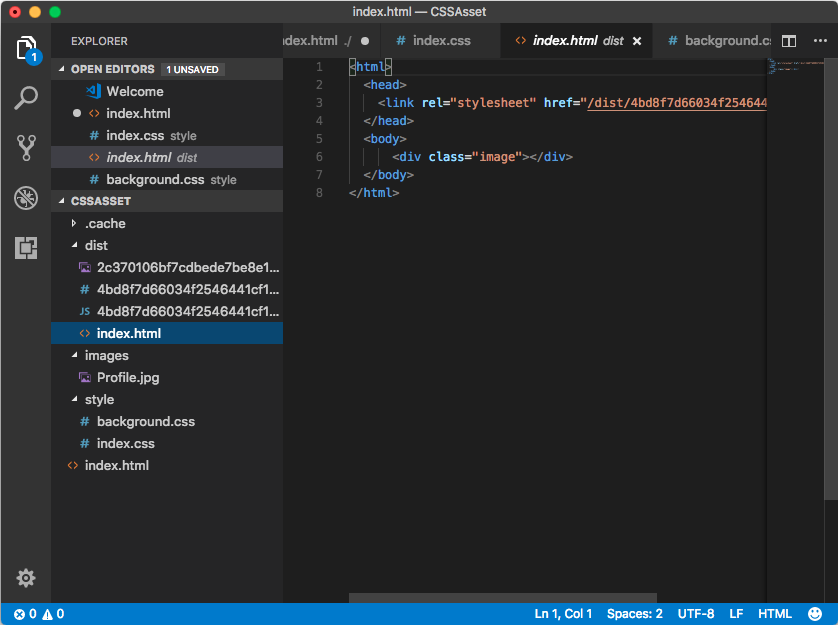 index.html — CSSAsset
1
EXPLORER
OPEN EDITORS 1 UNSAVED
Welcome
index.html
index.css style
index.html dist
background.css style
CSSASSET
.cache
dist
2c370106bf7cdbede7be8e1...
4bd8f7d66034f2546441cf1...
JS 4bd8f7d66034f2546441cf1...
index.html
images
Profile.jpg
style
background.css
index.css
index.html
ndex.html ./ # index.css <> index.html dist × # background.cs ...
1 <html>
2 <head>
3 <link rel="stylesheet" href="/dist/4bd8f7d66034f254644
4 </head>
5 <body>
6 <div class="image"></div>
7 </body>
8 </html>
0 0 Ln 1, Col 1 Spaces: 2 UTF-8 LF HTML